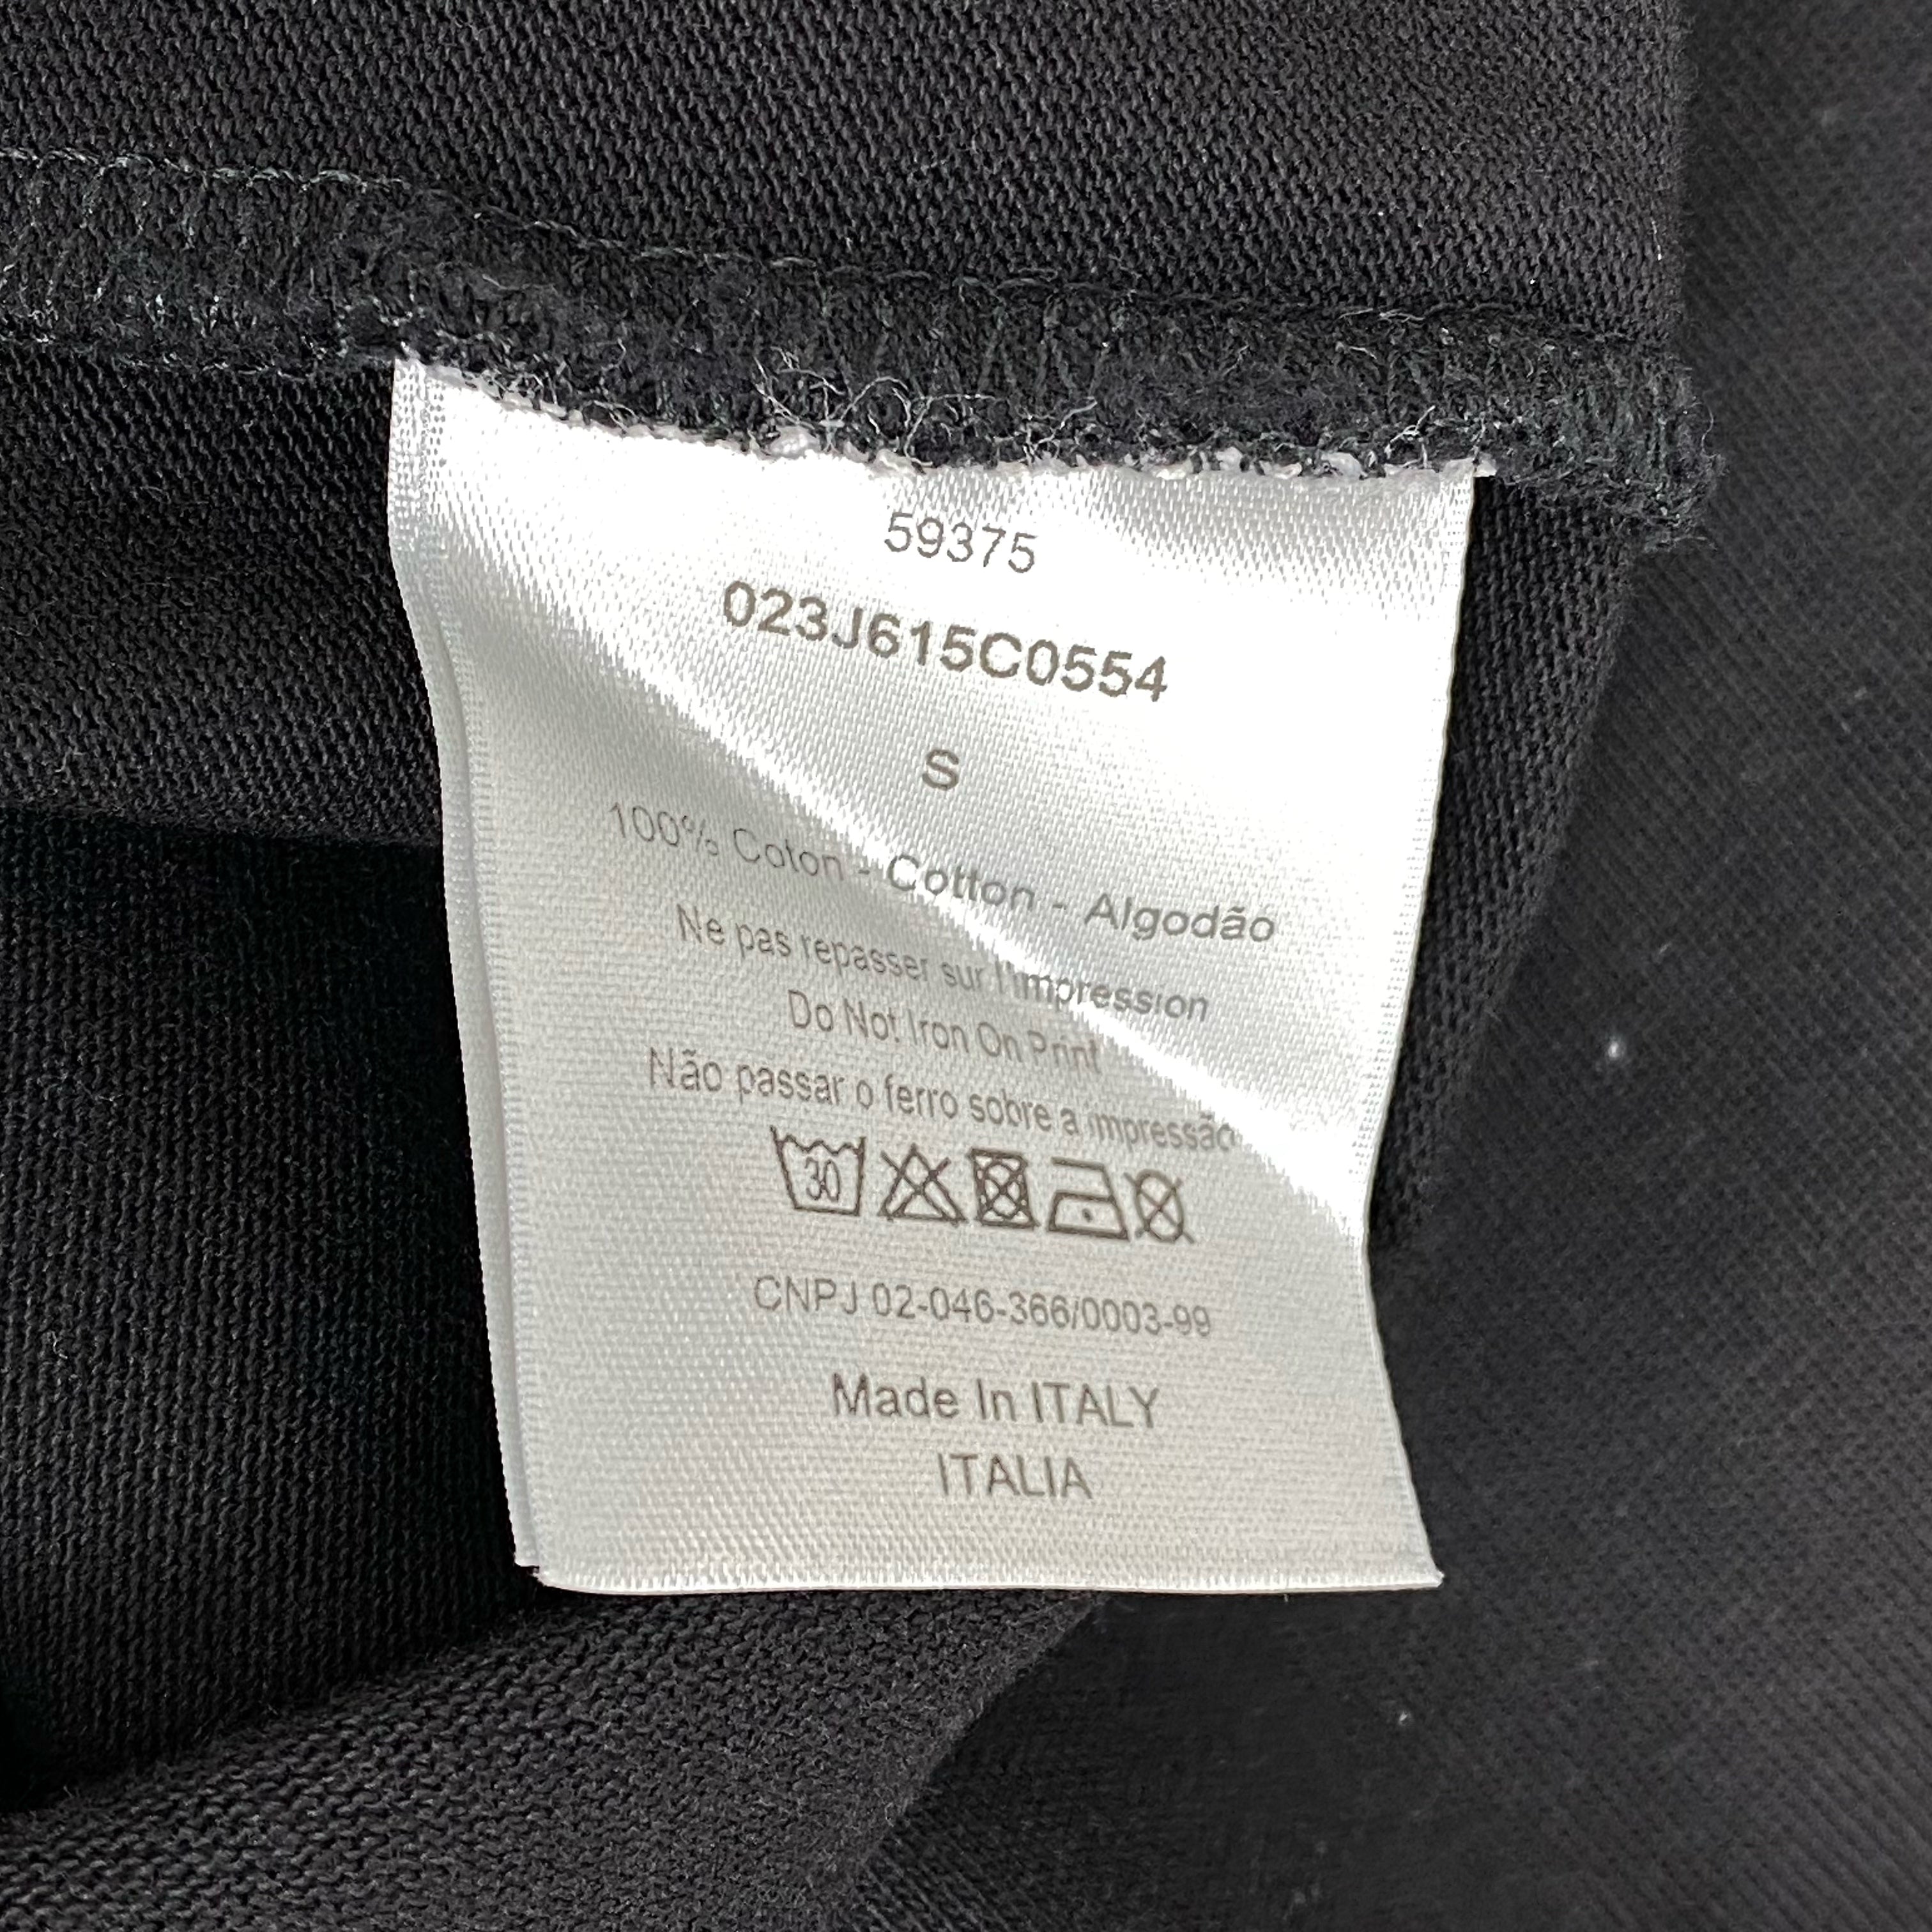 59375
023J615C0554
S
100% Coton - Cotton - Algodão
Ne pas repasser sur l'impression
Do Not Iron On Print
Não passar o ferro sobre a impressão
30
CNPJ 02-046-366/0003-99
Made In ITALY
ITALIA